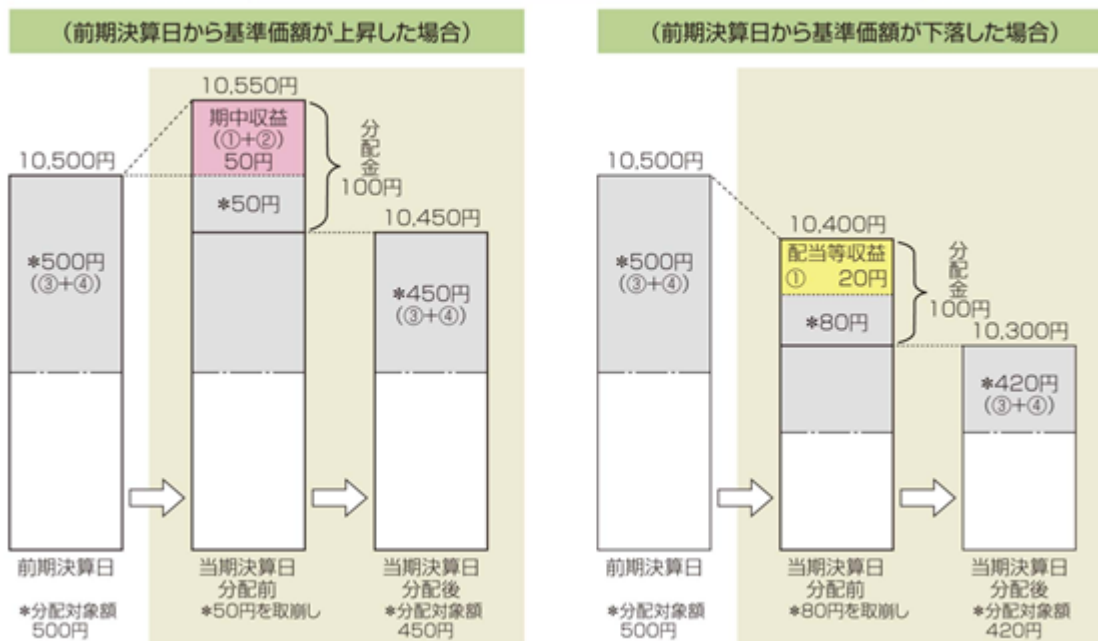 (前期決算日から基準価額が上昇した場合)
10,550円
期中収益
(①+②)
50円
*50円
分配金
100円
10,500円
*500円
(③+④)
10,450円
*450円
(③+④)
前期決算日
*分配対象額
500円
当期決算日
分配前
*50円を取崩し
当期決算日
分配後
*分配対象額
450円
(前期決算日から基準価額が下落した場合)
10,500円
*500円
(③+④)
10,400円
配当等収益
① 20円
*80円
分配金
100円
10,300円
*420円
(③+④)
前期決算日
*分配対象額
500円
当期決算日
分配前
*80円を取崩し
当期決算日
分配後
*分配対象額
420円